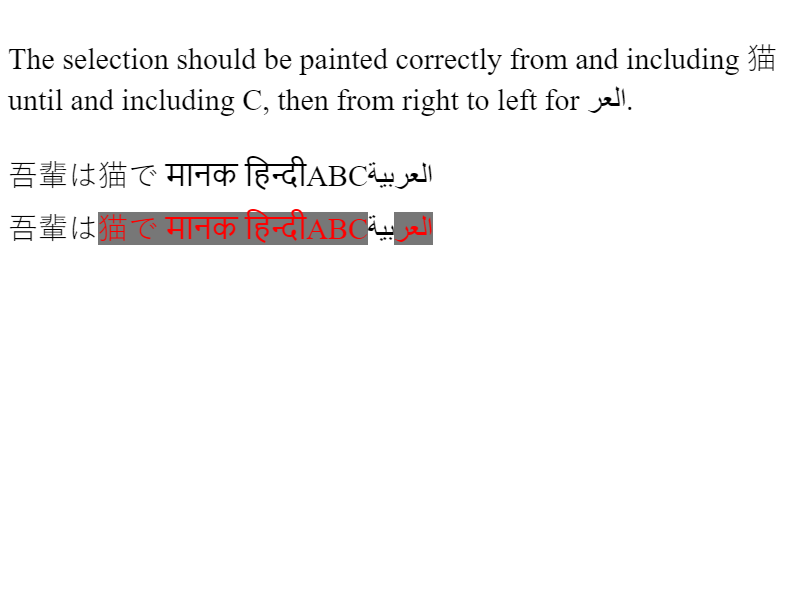 The selection should be painted correctly from and including 猫
until and including C, then from right to left for العر.
吾輩は猫で मानक हिन्दीABCالعربية
吾輩は猫で मानक हिन्दीABCالعربية